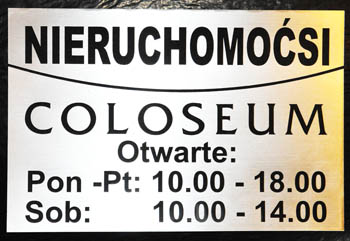 NIERUCHOMOĆSI
COLOSEUM
Otwarte:
Pon -Pt: 10.00 - 18.00
Sob: 10.00 - 14.00